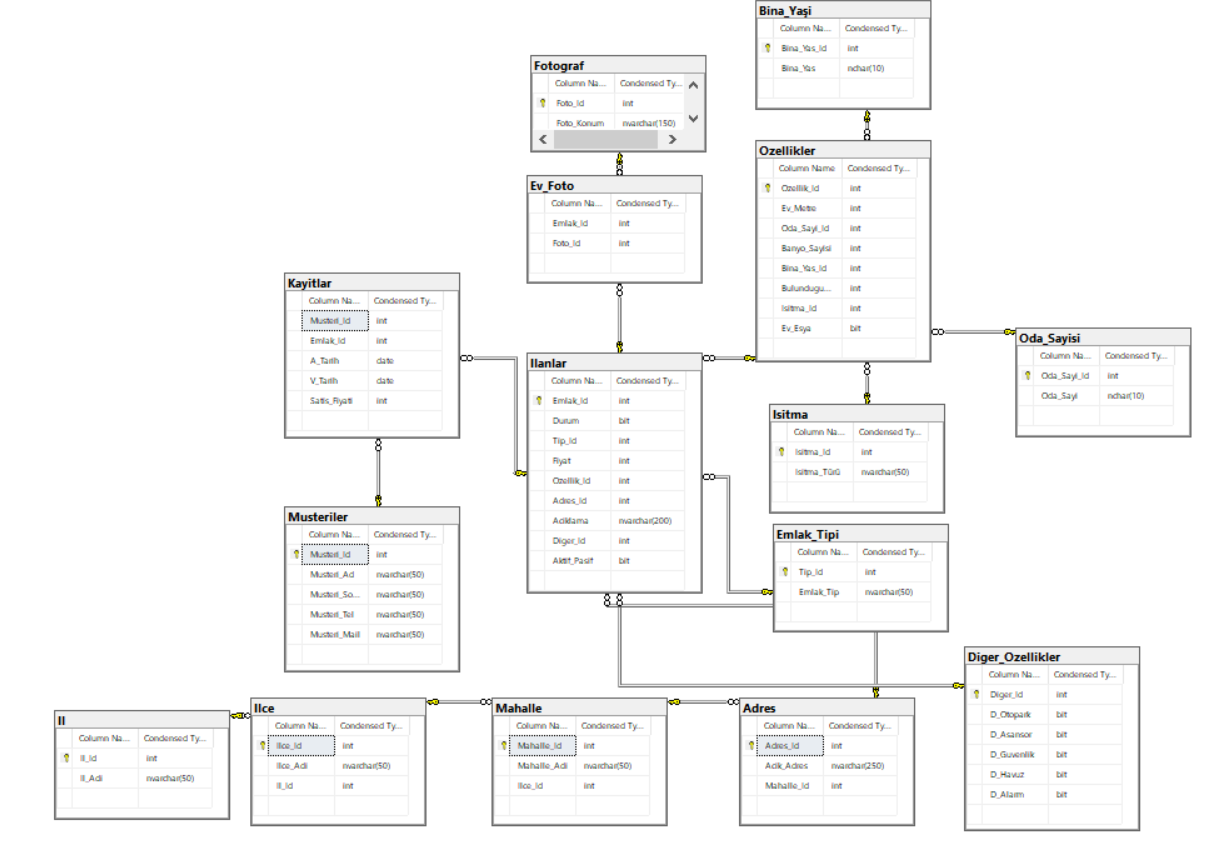 Bina_Yaşi
Column Na... Condensed Ty...
Bina_Yas_Id int
Bina_Yas nchar(10)
Fotograf
Column Na... Condensed Ty...
Foto_Id int
Foto_Konum nvarchar(150)
Ozellikler
Column Name Condensed Ty...
Ozellik_Id int
Ev_Metre int
Oda_Sayi_Id int
Banyo_Sayisi int
Bina_Yas_Id int
Bulundugu... int
Isitma_Id int
Ev_Esya bit
Ev_Foto
Column Na... Condensed Ty...
Emlak_Id int
Foto_Id int
Kayitlar
Column Na... Condensed Ty...
Musteri_Id int
Emlak_Id int
A_Tarih date
V_Tarih date
Satis_Fiyati int
Oda_Sayisi
Column Na... Condensed Ty...
Oda_Sayi_Id int
Oda_Sayi nchar(10)
Ilanlar
Column Na... Condensed Ty...
Emlak_Id int
Durum bit
Tip_Id int
Fiyat int
Ozellik_Id int
Adres_Id int
Aciklama nvarchar(200)
Diger_Id int
Aktif_Pasif bit
Isitma
Column Na... Condensed Ty...
Isitma_Id int
Isitma_Türü nvarchar(50)
Musteriler
Column Na... Condensed Ty...
Musteri_Id int
Musteri_Ad nvarchar(50)
Musteri_So... nvarchar(50)
Musteri_Tel nvarchar(50)
Musteri_Mail nvarchar(50)
Emlak_Tipi
Column Na... Condensed Ty...
Tip_Id int
Emlak_Tip nvarchar(50)
Diger_Ozellikler
Column Na... Condensed Ty...
Diger_Id int
D_Otopark bit
D_Asansor bit
D_Guvenlik bit
D_Havuz bit
D_Alarm bit
Il
Column Na... Condensed Ty...
Il_Id int
Il_Adi nvarchar(50)
Ilce
Column Na... Condensed Ty...
Ilce_Id int
Ilce_Adi nvarchar(50)
Il_Id int
Mahalle
Column Na... Condensed Ty...
Mahalle_Id int
Mahalle_Adi nvarchar(50)
Ilce_Id int
Adres
Column Na... Condensed Ty...
Adres_Id int
Acik_Adres nvarchar(250)
Mahalle_Id int